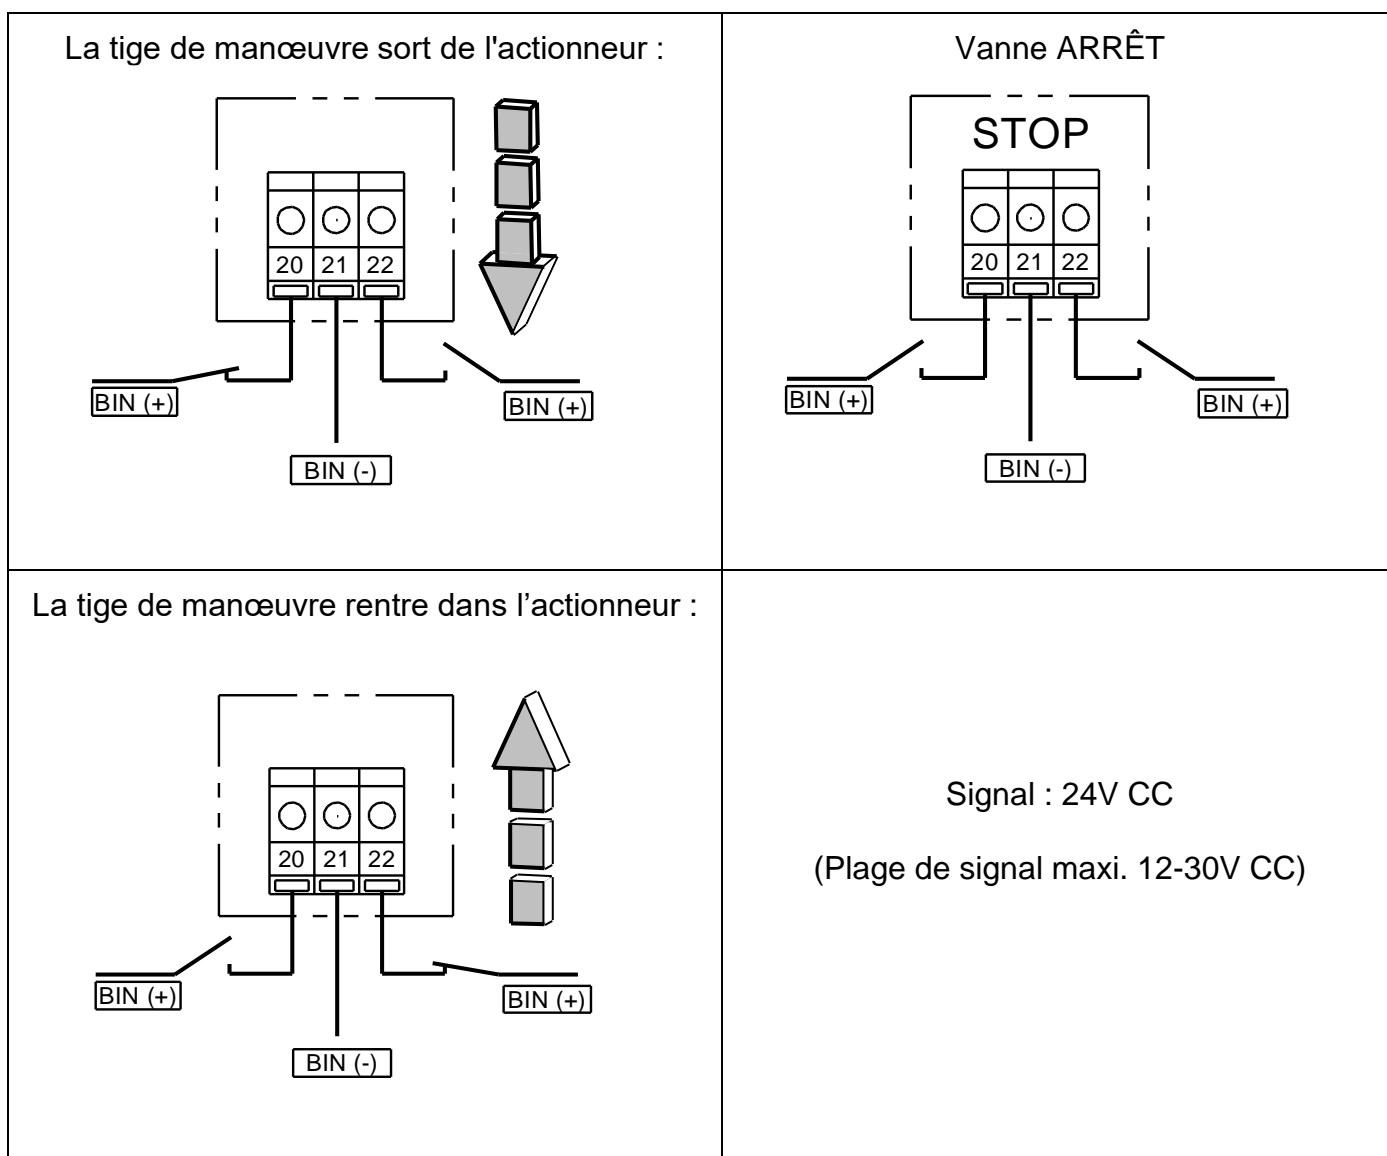 La tige de manœuvre sort de l'actionneur :
20 21 22
BIN (+)
BIN (+)
BIN (-)
Vanne ARRÊT
STOP
20 21 22
BIN (+)
BIN (+)
BIN (-)
La tige de manœuvre rentre dans l’actionneur :
20 21 22
BIN (+)
BIN (+)
BIN (-)
Signal : 24V CC
(Plage de signal maxi. 12-30V CC)